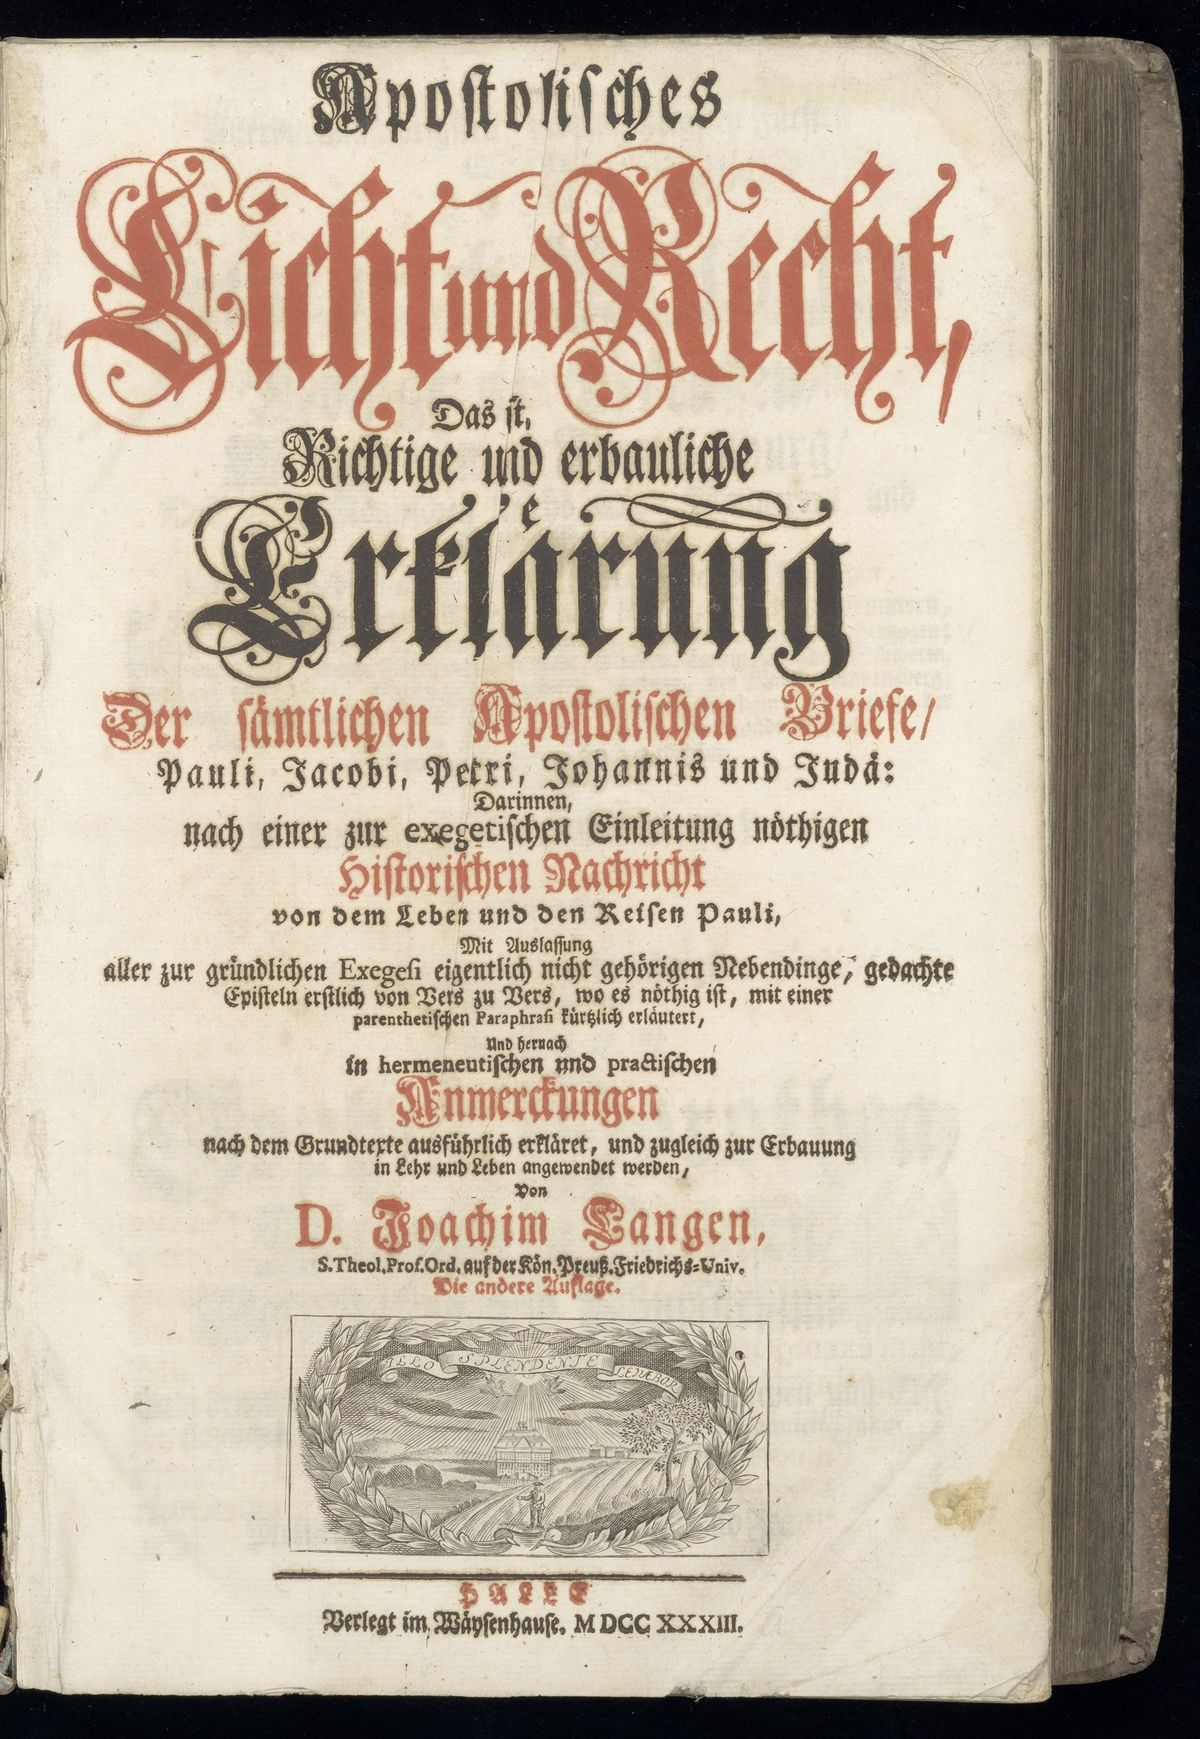 Apostolisches
Licht und Recht,
Das ist,
Richtige und erbauliche
Erklärung
Der sämtlichen Apostolischen Briefe/
Pauli, Jacobi, Petri, Johannis und Judä:
Darinnen,
nach einer zur exegetischen Einleitung nöthigen
Historischen Nachricht
von dem Leben und den Reisen Pauli,
Mit Auslassung
aller zur gründlichen Exegesi eigentlich nicht gehörigen Nebendinge, gedachte
Episteln erstlich von Vers zu Vers, wo es nöthig ist, mit einer
parenthetischen Paraphrasi kürtzlich erläutert,
Und hernach
in hermeneutischen und practischen
Anmerckungen
nach dem Grundtexte ausführlich erkläret, und zugleich zur Erbauung
in Lehr und Leben angewendet werden,
Von
D. Joachim Langen,
S. Theol. Prof. Ord. auf der Kön. Preuß. Friedrichs-Univ.
Die andere Auflage.
ILLO SPLENDENTE LEVABOR
HALLE
Verlegt im Wäysenhause. MDCCXXXIII.